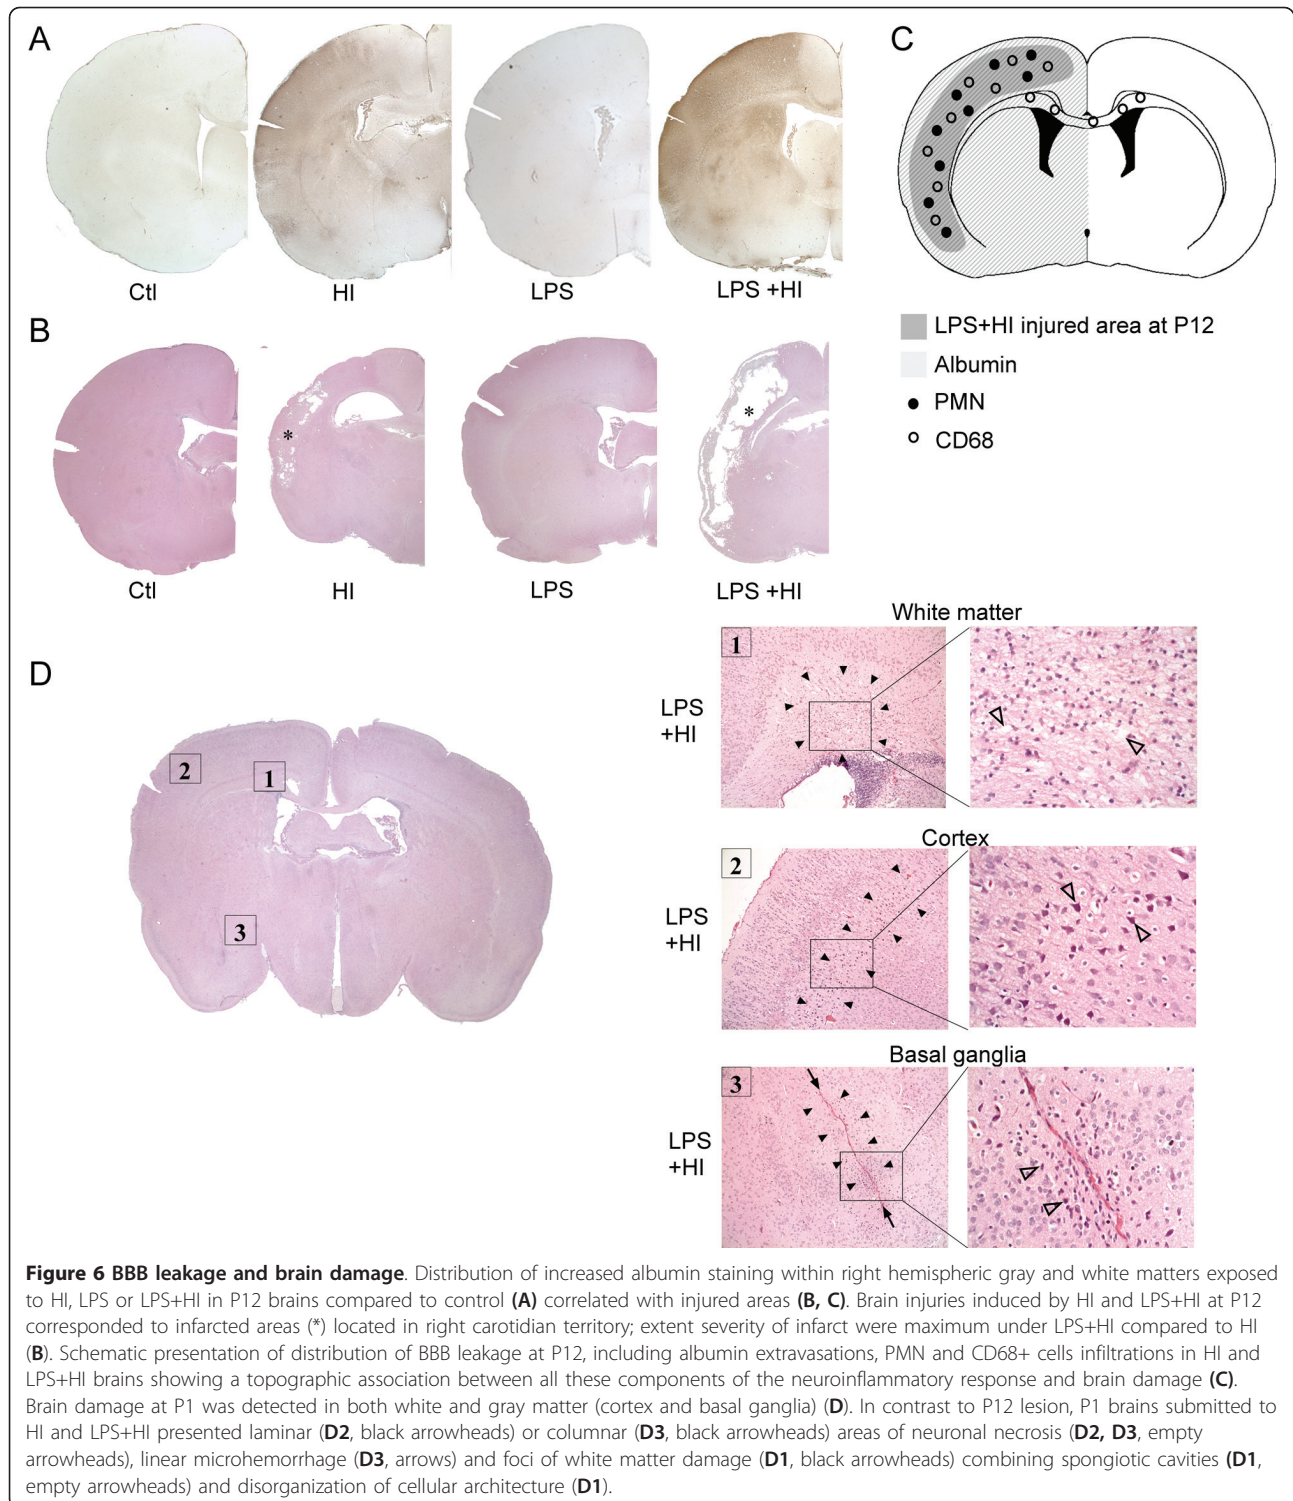 A
C
Ctl
HI
LPS
LPS +HI
B
LPS+HI injured area at P12
Albumin
PMN
CD68
*
*
Ctl
HI
LPS
LPS +HI
D
2
1
3
White matter
1
LPS
+HI
Cortex
2
LPS
+HI
Basal ganglia
3
LPS
+HI
Figure 6 BBB leakage and brain damage. Distribution of increased albumin staining within right hemispheric gray and white matters exposed
to HI, LPS or LPS+HI in P12 brains compared to control (A) correlated with injured areas (B, C). Brain injuries induced by HI and LPS+HI at P12
corresponded to infarcted areas (*) located in right carotidian territory; extent severity of infarct were maximum under LPS+HI compared to HI
(B). Schematic presentation of distribution of BBB leakage at P12, including albumin extravasations, PMN and CD68+ cells infiltrations in HI and
LPS+HI brains showing a topographic association between all these components of the neuroinflammatory response and brain damage (C).
Brain damage at P1 was detected in both white and gray matter (cortex and basal ganglia) (D). In contrast to P12 lesion, P1 brains submitted to
HI and LPS+HI presented laminar (D2, black arrowheads) or columnar (D3, black arrowheads) areas of neuronal necrosis (D2, D3, empty
arrowheads), linear microhemorrhage (D3, arrows) and foci of white matter damage (D1, black arrowheads) combining spongiotic cavities (D1,
empty arrowheads) and disorganization of cellular architecture (D1).